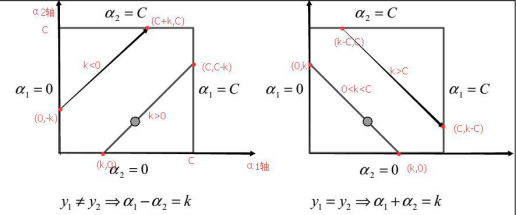 α2轴
C
α₂ = C
(C+k,C)
k<0
α₁ = 0
(0,-k)
k>0
(C,C-k)
α₁ = C
(k,0)
α₂ = 0
C
α1轴
y₁ ≠ y₂ ⇒ α₁ − α₂ = k
α₂ = C
(k-C,C)
k>C
(0,k)
α₁ = 0
0<k<C
α₁ = C
(C,k-C)
α₂ = 0
(k,0)
y₁ = y₂ ⇒ α₁ + α₂ = k